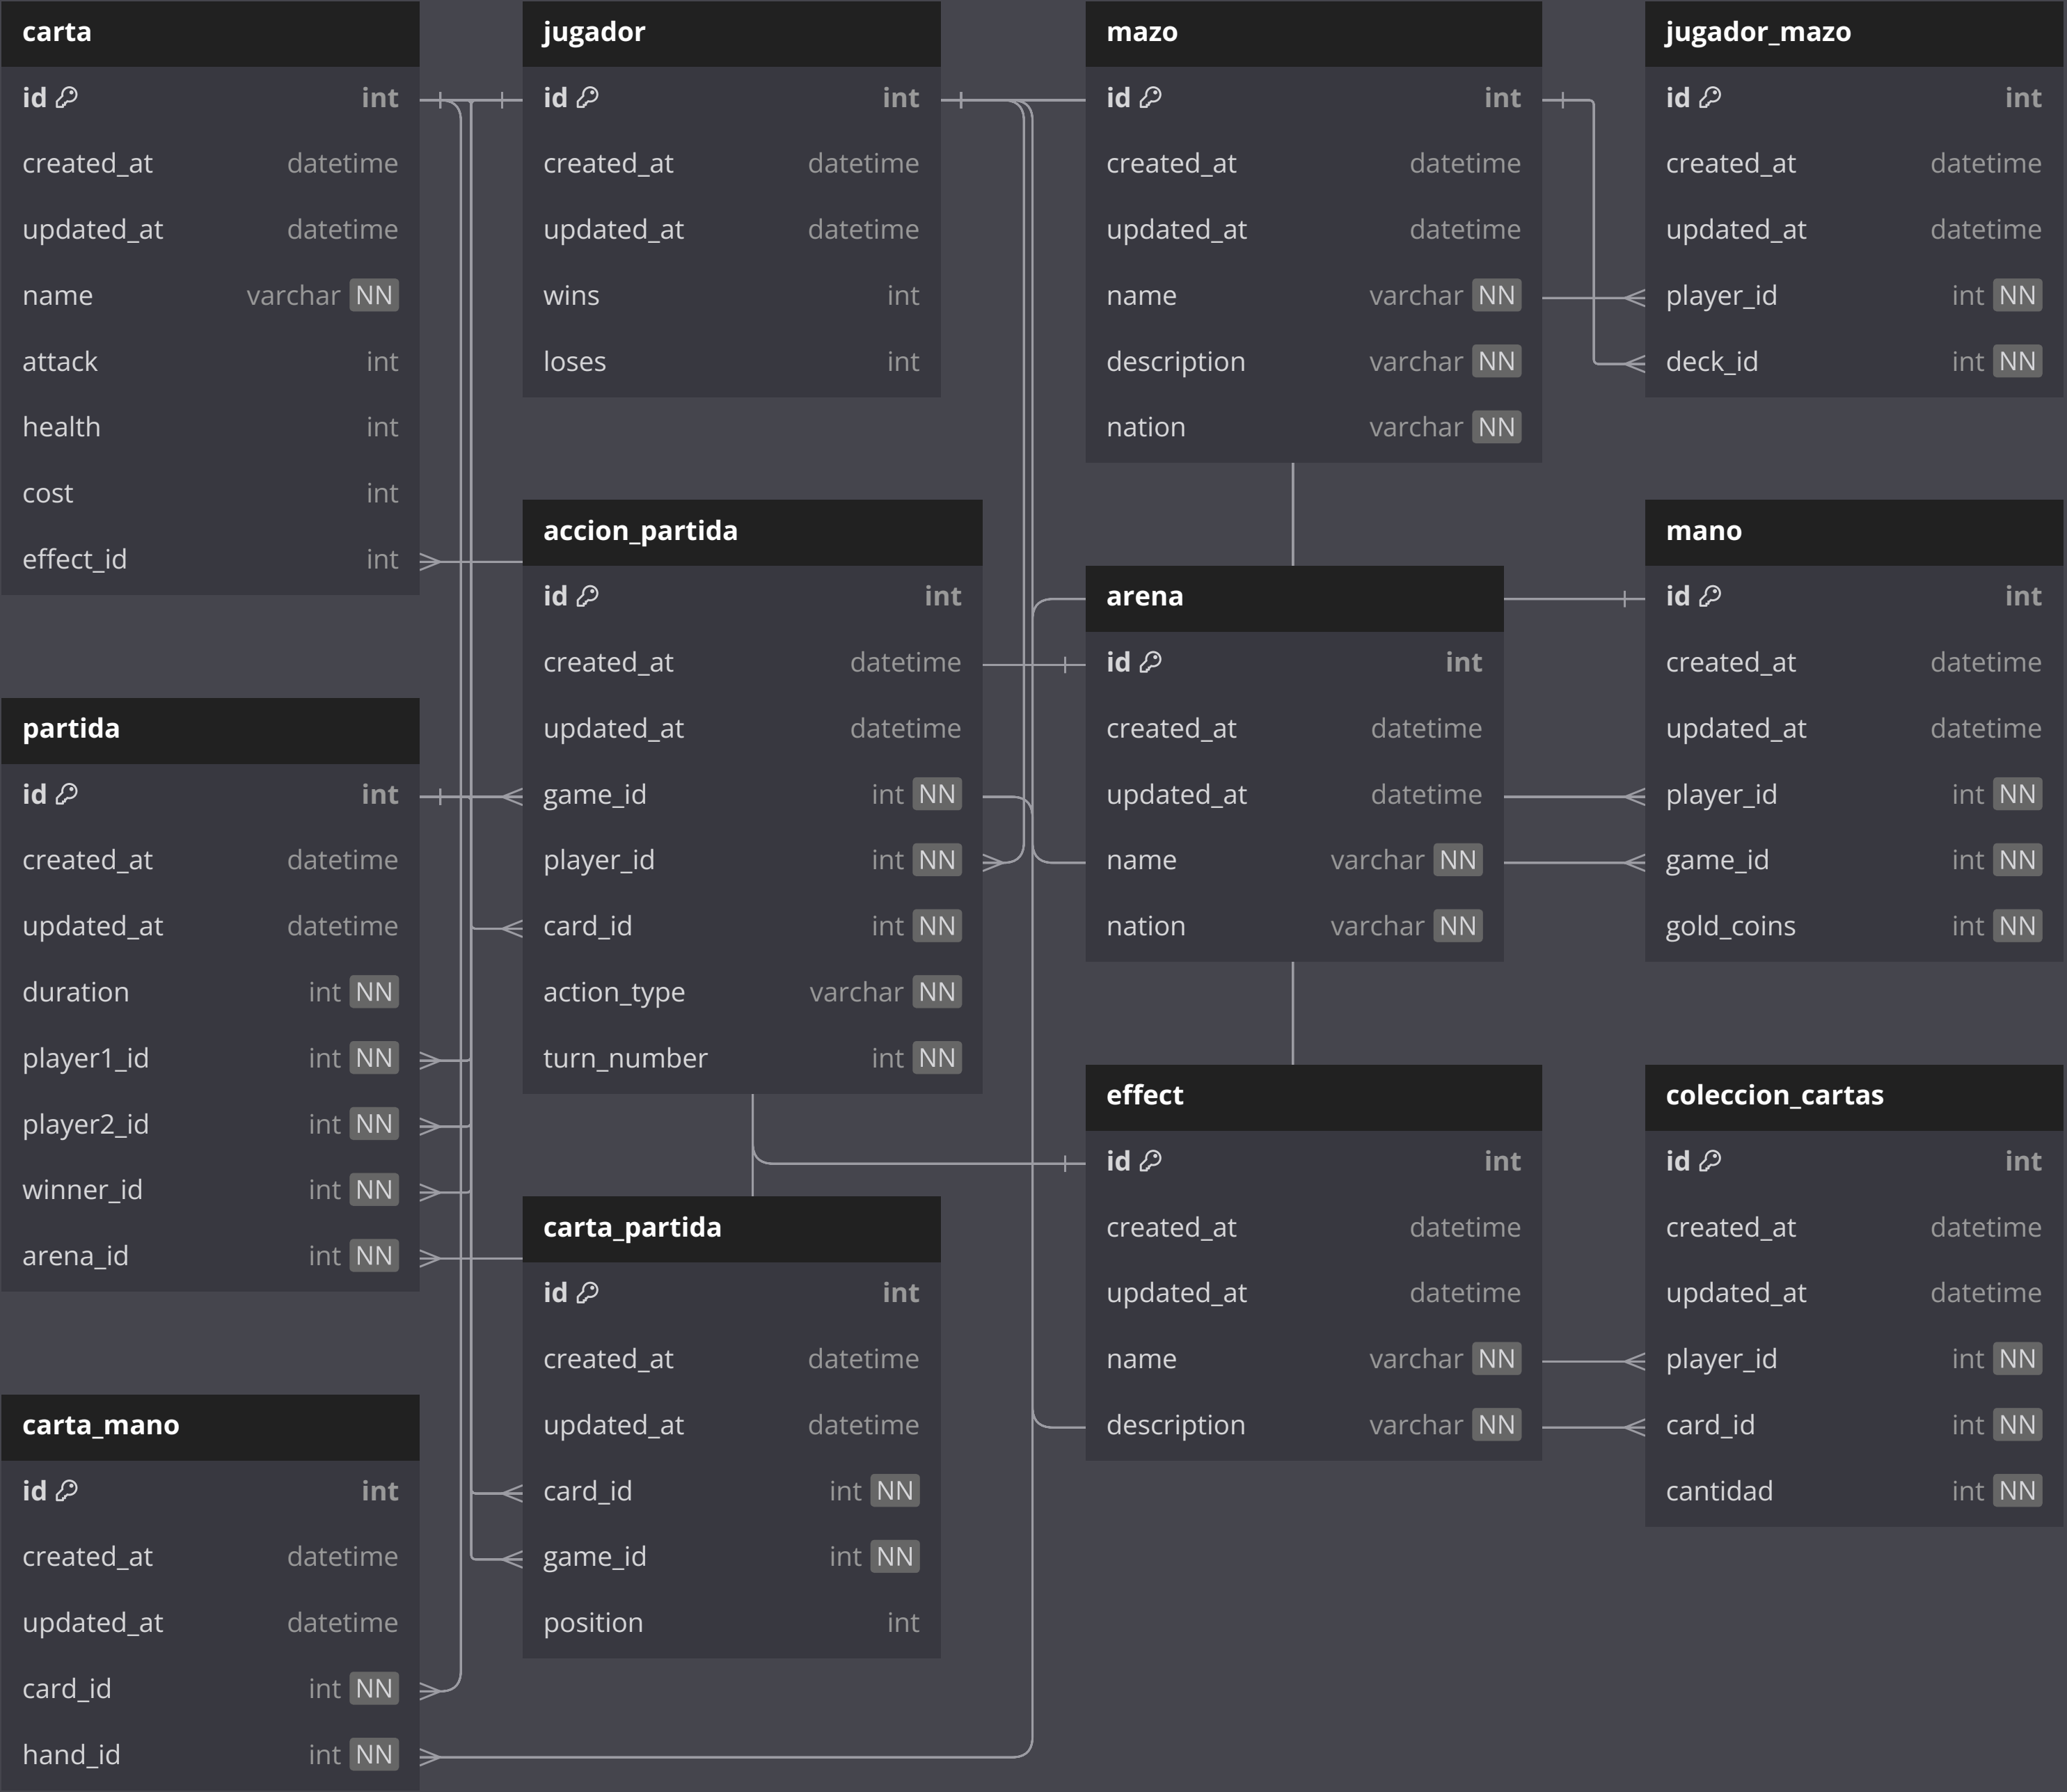 carta
id int
created_at datetime
updated_at datetime
name varchar NN
attack int
health int
cost int
effect_id int
jugador
id int
created_at datetime
updated_at datetime
wins int
loses int
mazo
id int
created_at datetime
updated_at datetime
name varchar NN
description varchar NN
nation varchar NN
jugador_mazo
id int
created_at datetime
updated_at datetime
player_id int NN
deck_id int NN
accion_partida
id int
created_at datetime
updated_at datetime
game_id int NN
player_id int NN
card_id int NN
action_type varchar NN
turn_number int NN
arena
id int
created_at datetime
updated_at datetime
name varchar NN
nation varchar NN
mano
id int
created_at datetime
updated_at datetime
player_id int NN
game_id int NN
gold_coins int NN
partida
id int
created_at datetime
updated_at datetime
duration int NN
player1_id int NN
player2_id int NN
winner_id int NN
arena_id int NN
carta_partida
id int
created_at datetime
updated_at datetime
card_id int NN
game_id int NN
position int
effect
id int
created_at datetime
updated_at datetime
name varchar NN
description varchar NN
coleccion_cartas
id int
created_at datetime
updated_at datetime
player_id int NN
card_id int NN
cantidad int NN
carta_mano
id int
created_at datetime
updated_at datetime
card_id int NN
hand_id int NN